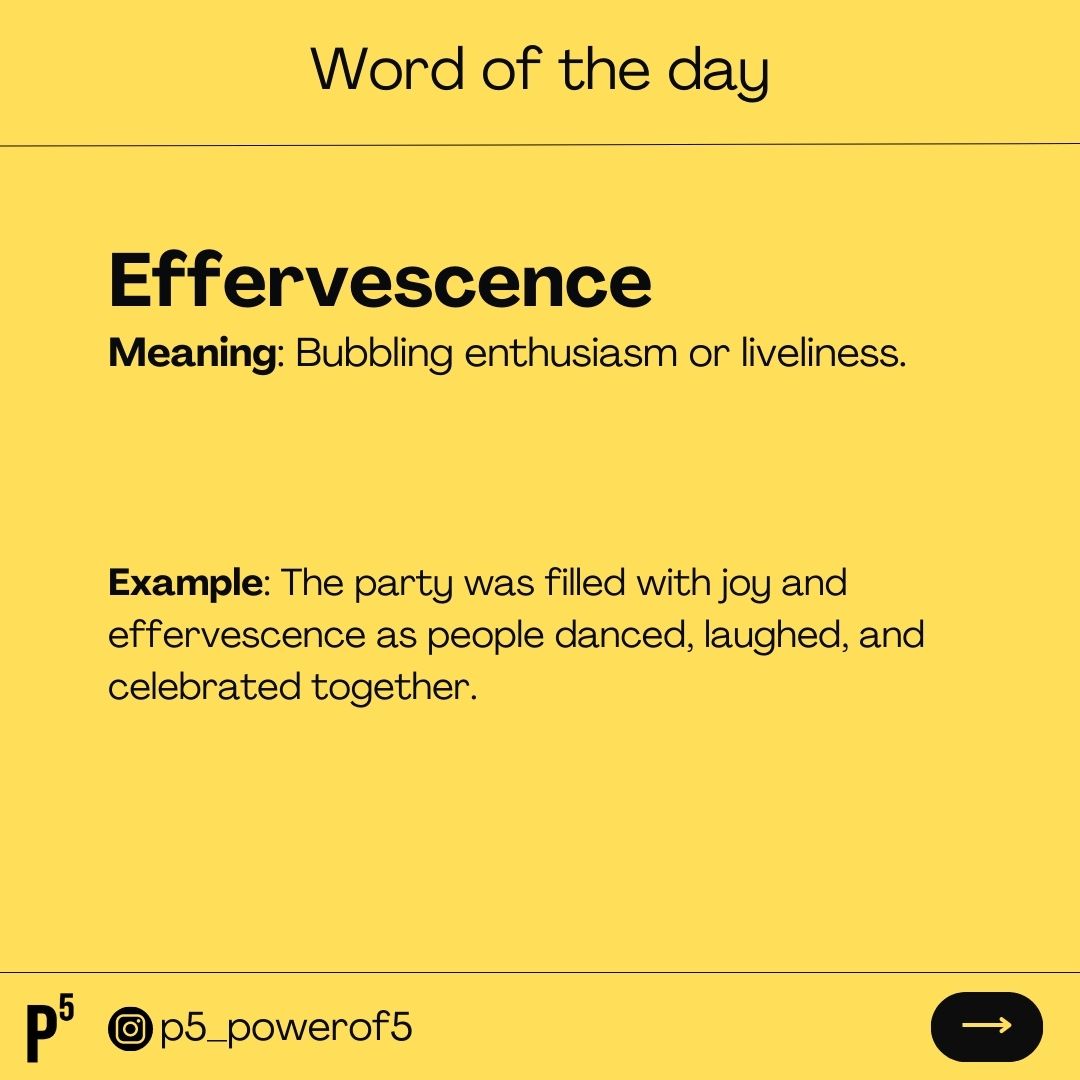 Word of the day
Effervescence
Meaning: Bubbling enthusiasm or liveliness.
Example: The party was filled with joy and
effervescence as people danced, laughed, and
celebrated together.
P⁵ p5_powerof5